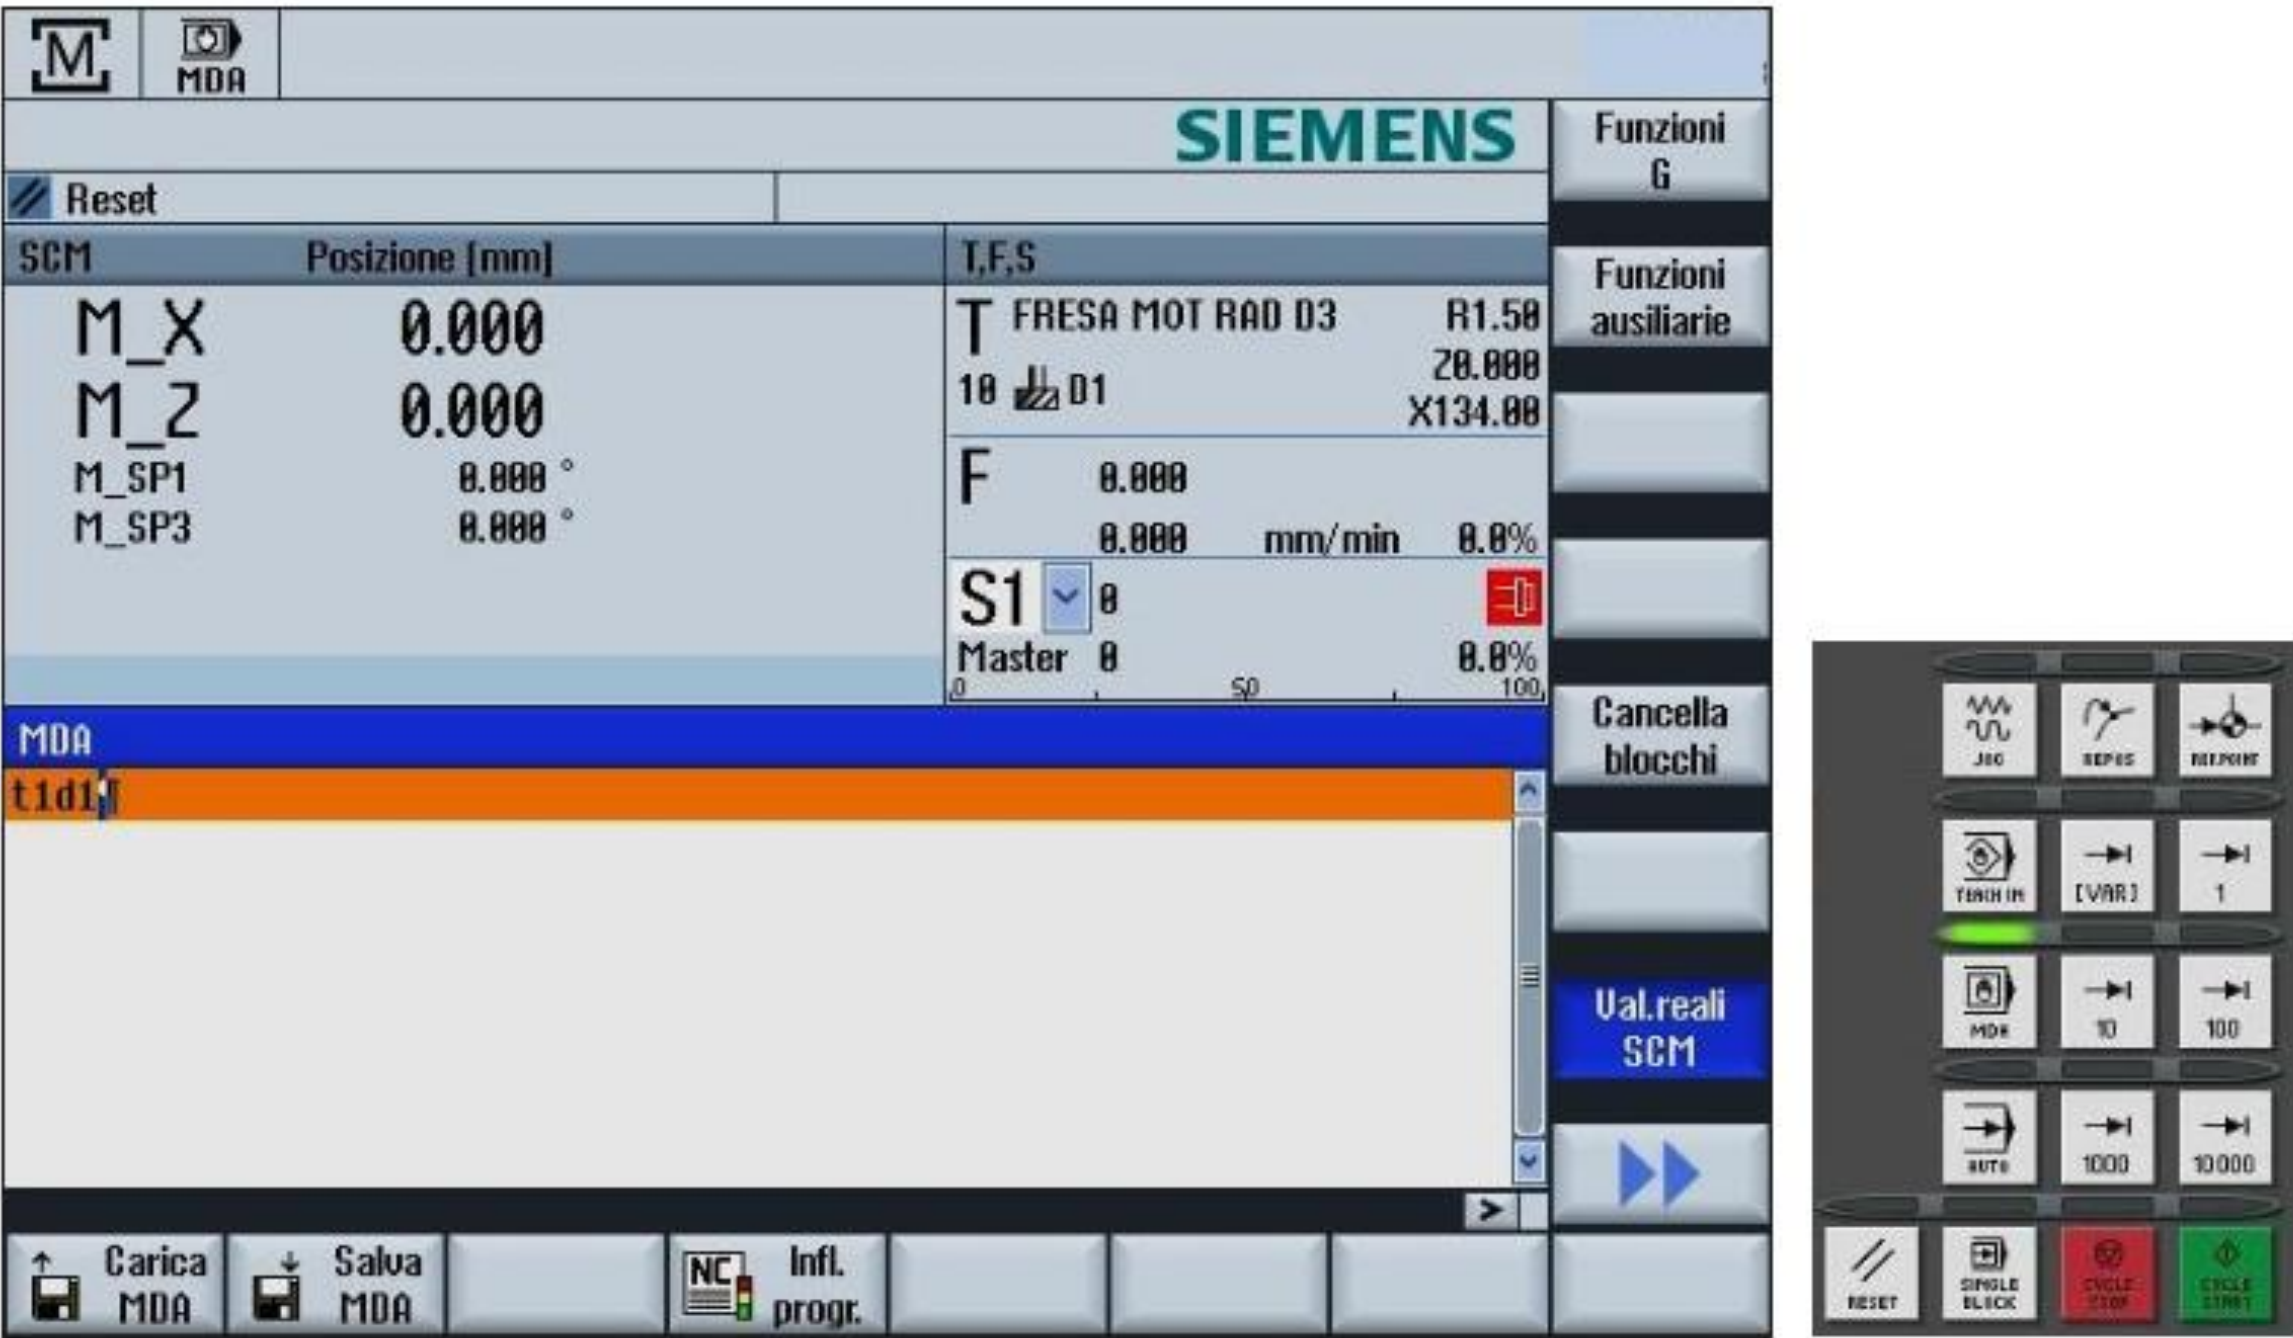 M
MDA
SIEMENS
Reset
SCM Posizione [mm]
M_X 0.000
M_Z 0.000
M_SP1 0.000 °
M_SP3 0.000 °
T,F,S
T FRESA MOT RAD D3 R1.50
Z0.000
10 D1
X134.00
F 0.000
0.000 mm/min 0.0%
S1 0
Master 0 0.0%
0 50 100
MDA
t1d1¶
Funzioni
G
Funzioni
ausiliarie
Cancella
blocchi
Val.reali
SCM
>
Carica
MDA
Salva
MDA
NC
Infl.
progr.
JOG REPOS REF.POINT
TEACH IN [VAR] 1
MDA 10 100
AUTO 1000 10000
RESET
SINGLE
BLOCK
CYCLE
STOP
CYCLE
START